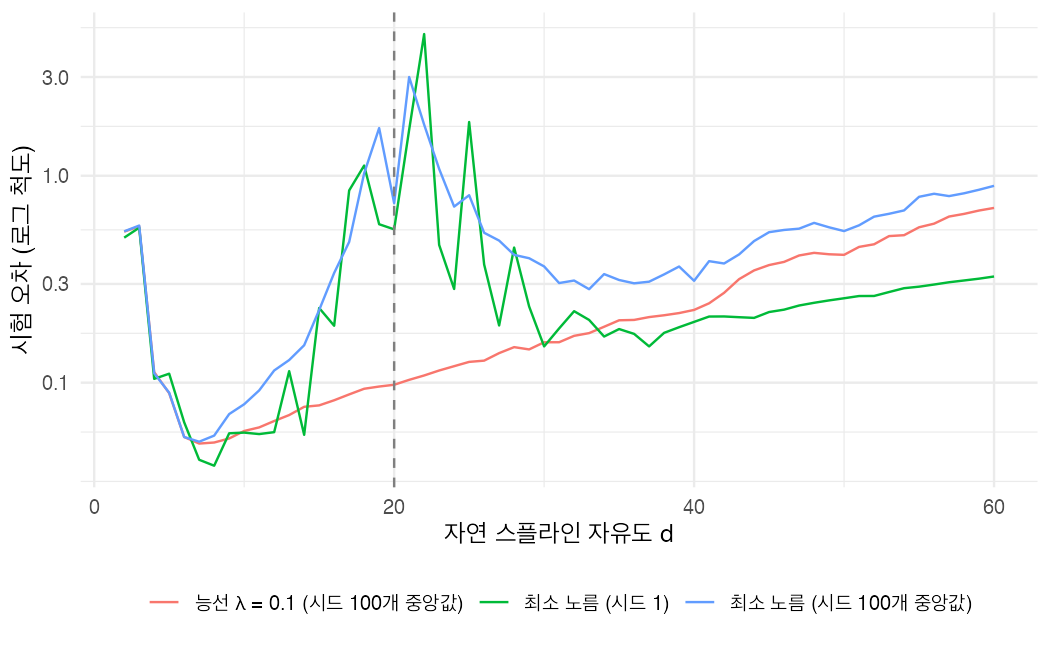 시험 오차 (로그 척도)
3.0
1.0
0.3
0.1
0
20
40
60
자연 스플라인 자유도 d
능선 λ = 0.1 (시드 100개 중앙값)
최소 노름 (시드 1)
최소 노름 (시드 100개 중앙값)